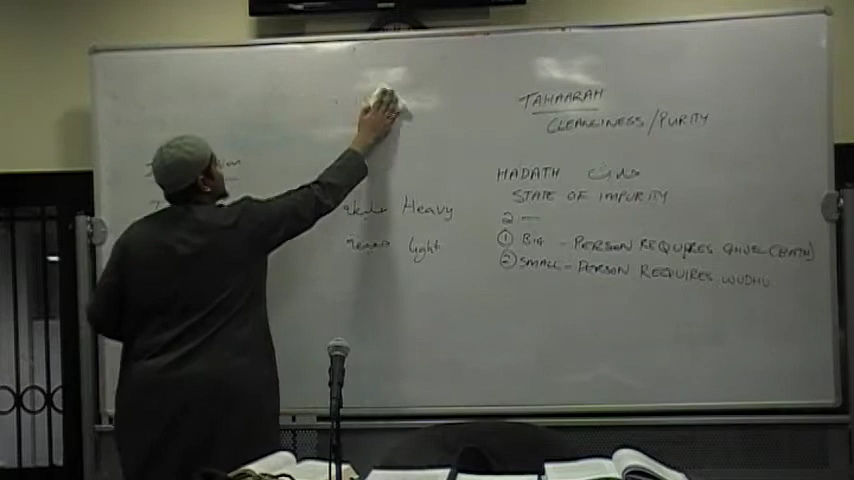 TAHAARAH
CLEANLINESS/PURITY
HADATH حدث
STATE OF IMPURITY
2 —
① BIG - PERSON REQUIRES GHUSL (BATH)
② SMALL = PERSON REQUIRES WUDHU
Heavy
light